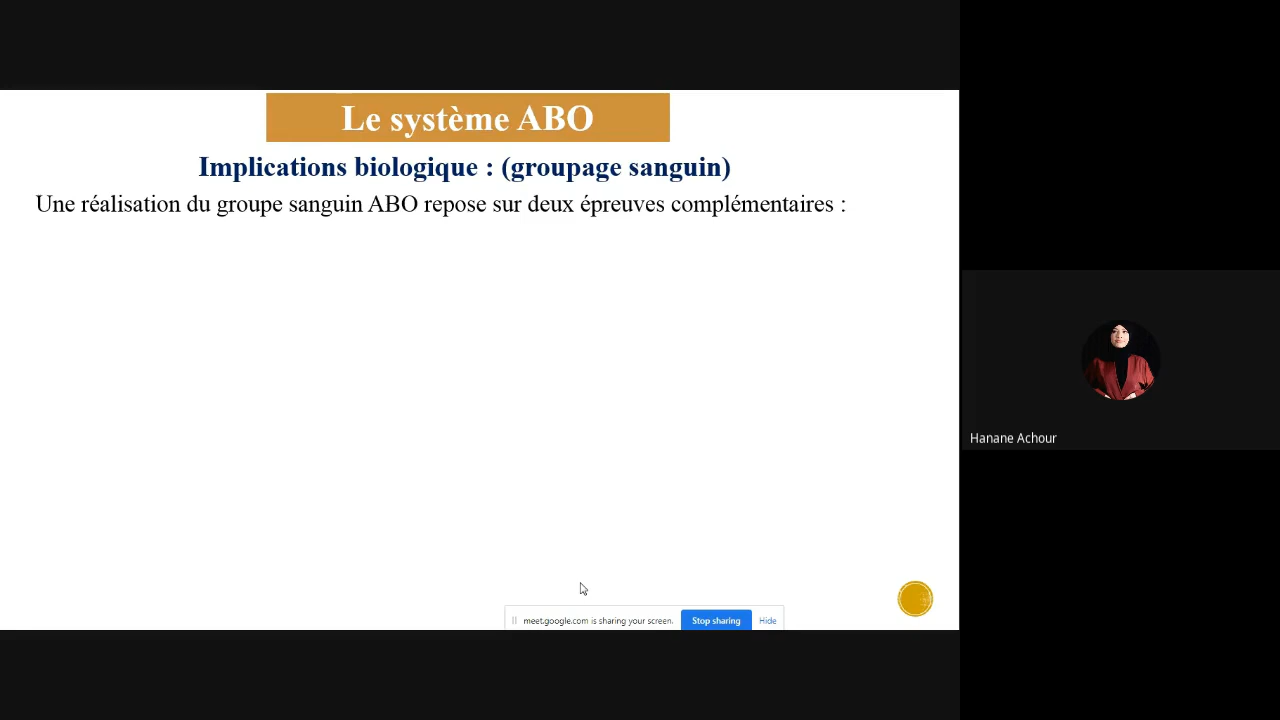 Le système ABO
Implications biologique : (groupage sanguin)
Une réalisation du groupe sanguin ABO repose sur deux épreuves complémentaires :
Hanane Achour
meet.google.com is sharing your screen. Stop sharing Hide